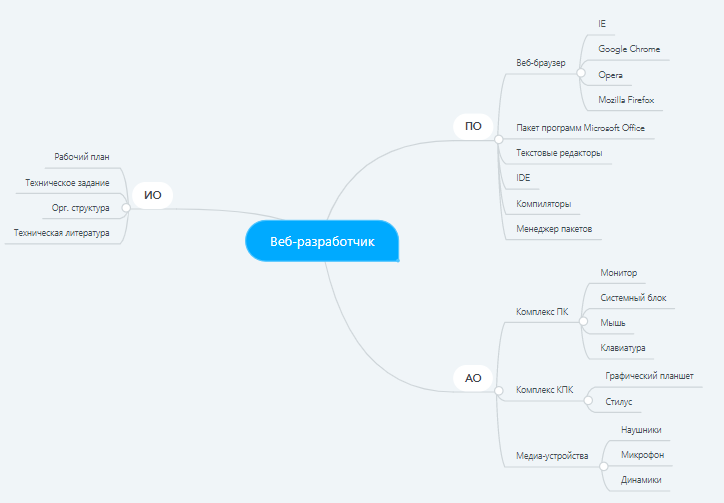 Веб-разработчик
ПО
Веб-браузер
IE
Google Chrome
Opera
Mozilla Firefox
Пакет программ Microsoft Office
Текстовые редакторы
IDE
Компиляторы
Менеджер пакетов
АО
Комплекс ПК
Монитор
Системный блок
Мышь
Клавиатура
Комплекс КПК
Графический планшет
Стилус
Медиа-устройства
Наушники
Микрофон
Динамики
ИО
Рабочий план
Техническое задание
Орг. структура
Техническая литература